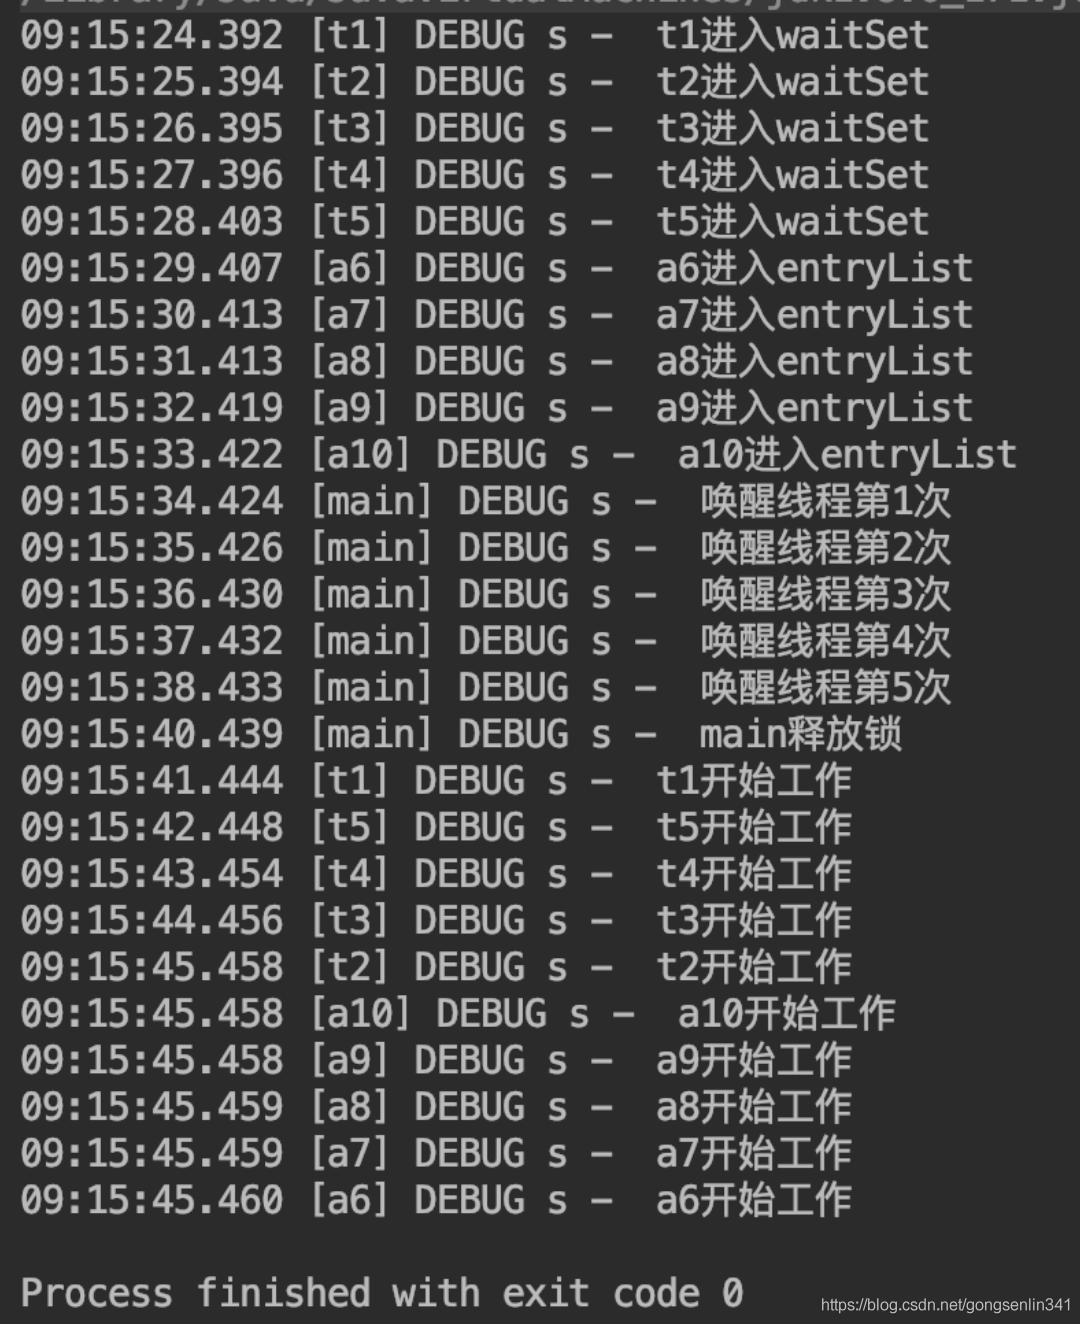 09:15:24.392 [t1] DEBUG s -  t1进入waitSet
09:15:25.394 [t2] DEBUG s -  t2进入waitSet
09:15:26.395 [t3] DEBUG s -  t3进入waitSet
09:15:27.396 [t4] DEBUG s -  t4进入waitSet
09:15:28.403 [t5] DEBUG s -  t5进入waitSet
09:15:29.407 [a6] DEBUG s -  a6进入entryList
09:15:30.413 [a7] DEBUG s -  a7进入entryList
09:15:31.413 [a8] DEBUG s -  a8进入entryList
09:15:32.419 [a9] DEBUG s -  a9进入entryList
09:15:33.422 [a10] DEBUG s -  a10进入entryList
09:15:34.424 [main] DEBUG s -  唤醒线程第1次
09:15:35.426 [main] DEBUG s -  唤醒线程第2次
09:15:36.430 [main] DEBUG s -  唤醒线程第3次
09:15:37.432 [main] DEBUG s -  唤醒线程第4次
09:15:38.433 [main] DEBUG s -  唤醒线程第5次
09:15:40.439 [main] DEBUG s -  main释放锁
09:15:41.444 [t1] DEBUG s -  t1开始工作
09:15:42.448 [t5] DEBUG s -  t5开始工作
09:15:43.454 [t4] DEBUG s -  t4开始工作
09:15:44.456 [t3] DEBUG s -  t3开始工作
09:15:45.458 [t2] DEBUG s -  t2开始工作
09:15:45.458 [a10] DEBUG s -  a10开始工作
09:15:45.458 [a9] DEBUG s -  a9开始工作
09:15:45.459 [a8] DEBUG s -  a8开始工作
09:15:45.459 [a7] DEBUG s -  a7开始工作
09:15:45.460 [a6] DEBUG s -  a6开始工作
Process finished with exit code 0
https://blog.csdn.net/gongsenlin341